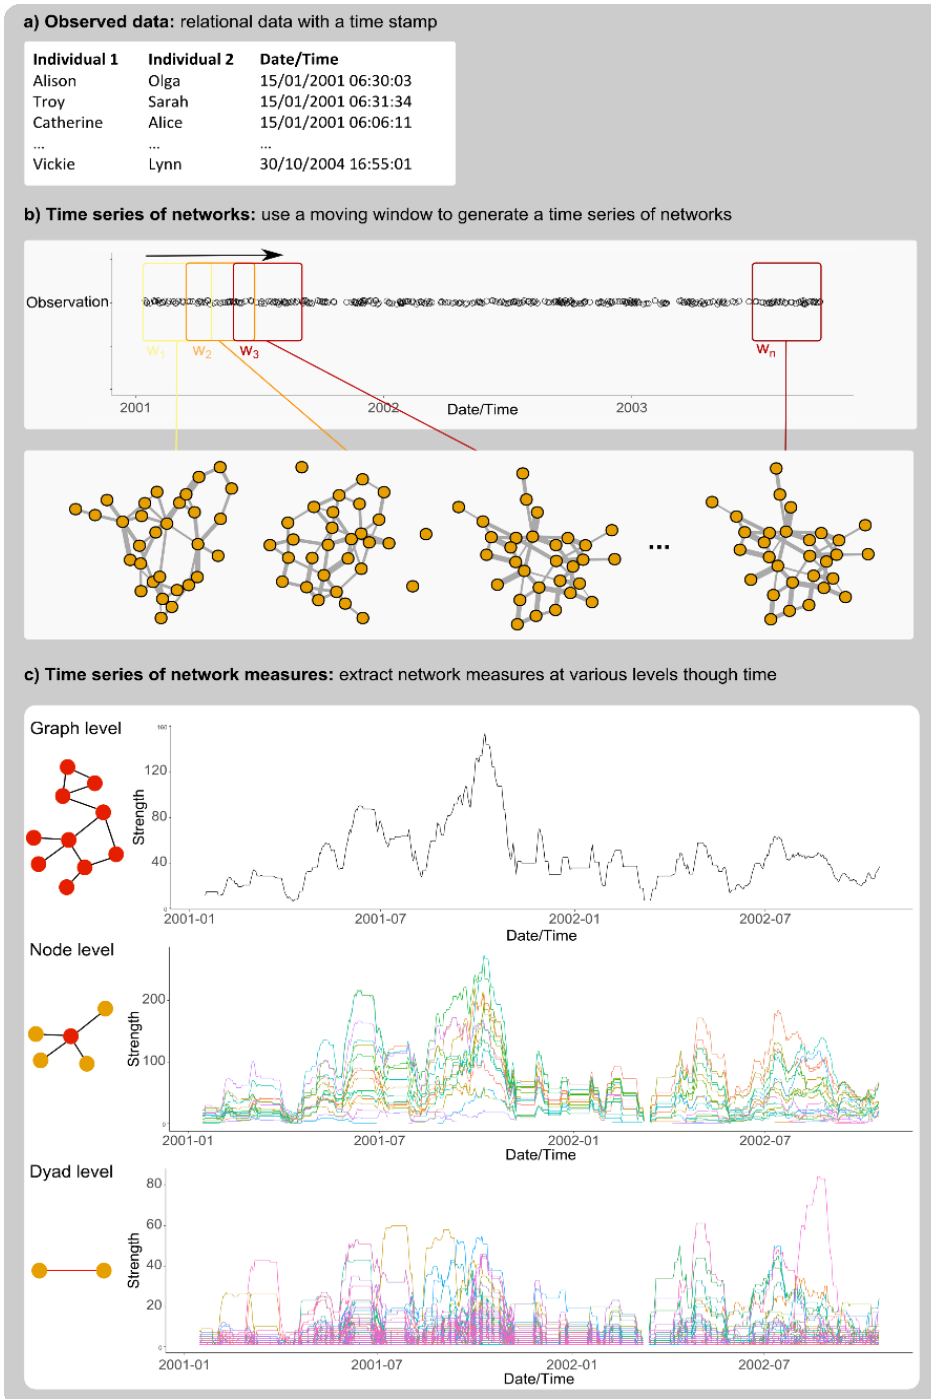 a) Observed data: relational data with a time stamp
Individual 1 Individual 2 Date/Time
Alison Olga 15/01/2001 06:30:03
Troy Sarah 15/01/2001 06:31:34
Catherine Alice 15/01/2001 06:06:11
... ... ...
Vickie Lynn 30/10/2004 16:55:01
b) Time series of networks: use a moving window to generate a time series of networks
Observation
W1 W2 W3 Wn
2001 2002 2003
Date/Time
...
c) Time series of network measures: extract network measures at various levels though time
Graph level
Strength
160
120
80
40
0
2001-01 2001-07 2002-01 2002-07
Date/Time
Node level
Strength
200
100
0
2001-01 2001-07 2002-01 2002-07
Date/Time
Dyad level
Strength
80
60
40
20
0
2001-01 2001-07 2002-01 2002-07
Date/Time